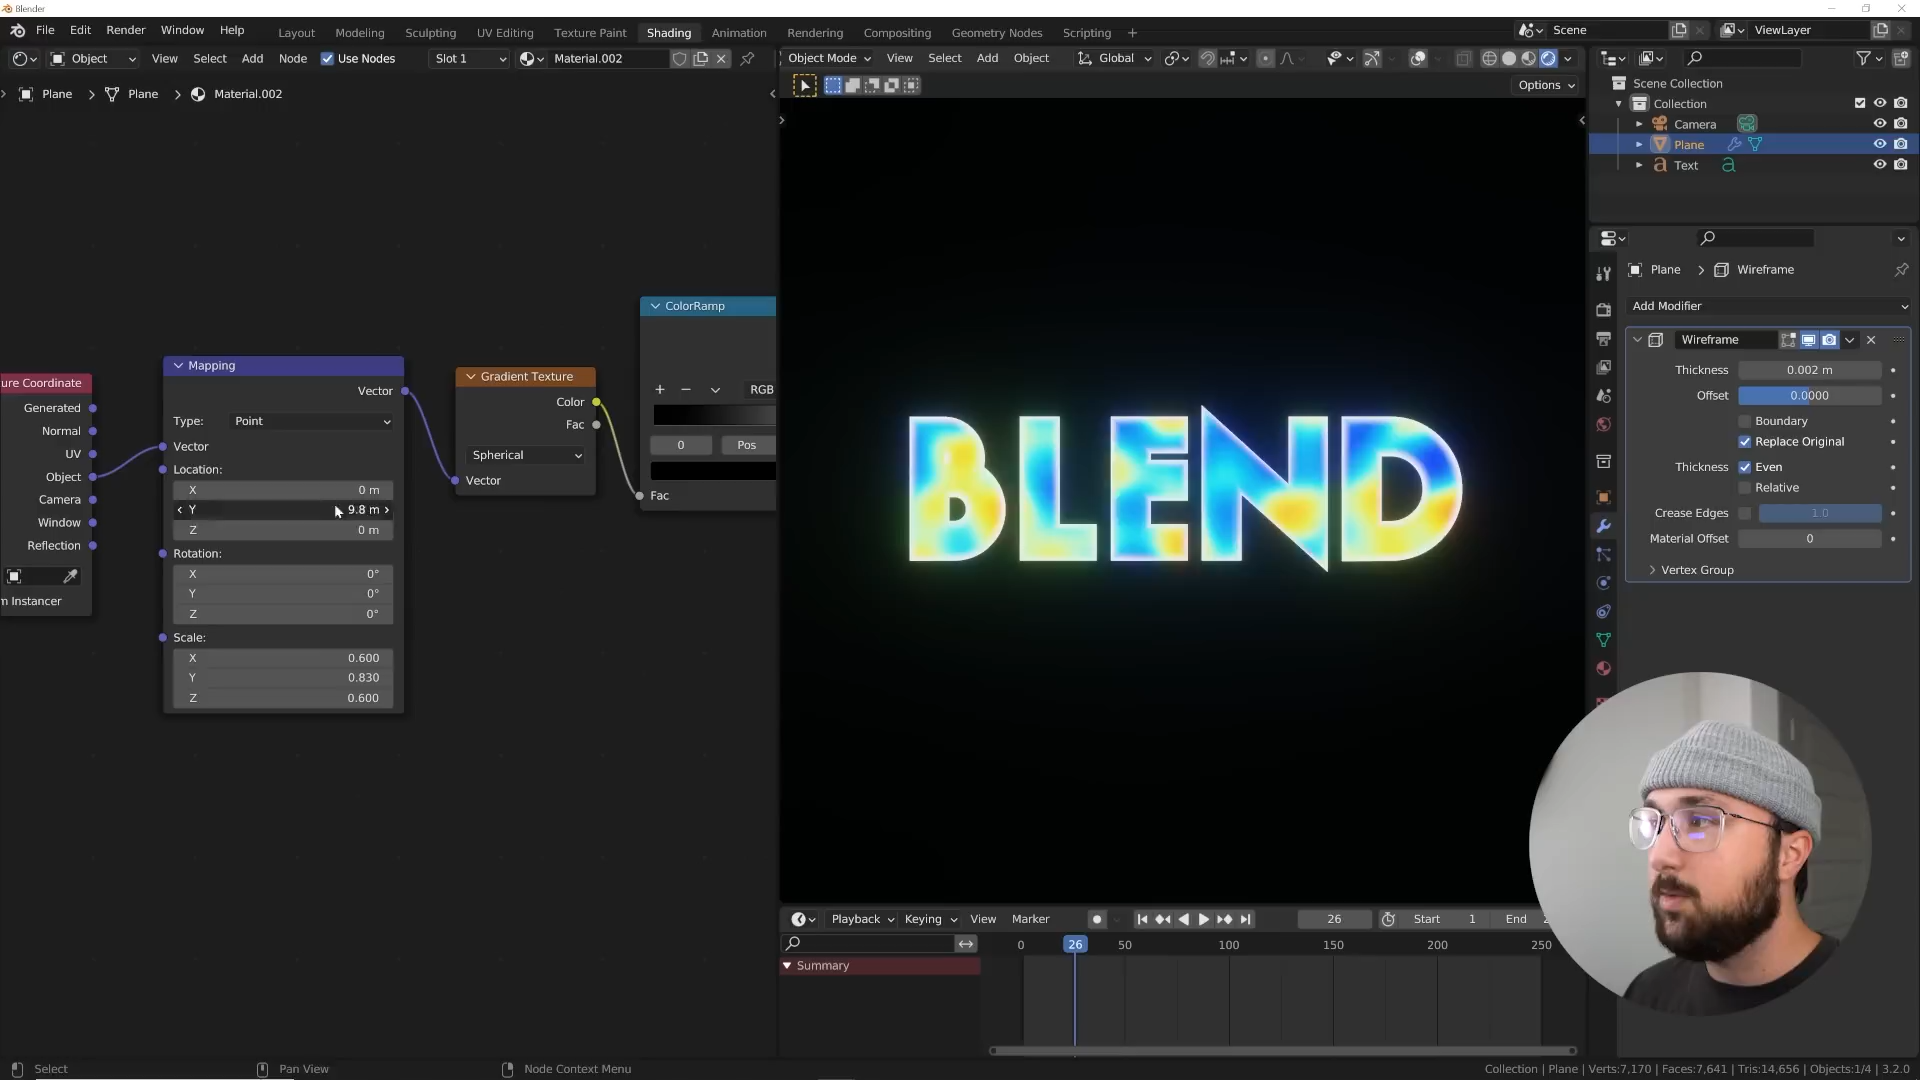 Blender
File Edit Render Window Help Layout Modeling Sculpting UV Editing Texture Paint Shading Animation Rendering Compositing Geometry Nodes Scripting + Scene ViewLayer
Object View Select Add Object Node Use Nodes Slot 1 Material.002 Object Mode View Select Add Object Global
Options
Plane > Plane > Material.002
Scene Collection
Collection
Camera
Plane
Text
Plane > Wireframe
Add Modifier
Wireframe
Thickness 0.002 m
Offset 0.0000
Boundary
Replace Original
Thickness Even
Relative
Crease Edges 1.0
Material Offset 0
Vertex Group
ure Coordinate
Generated
Normal
UV
Object
Camera
Window
Reflection
m Instancer
Mapping
Vector
Type: Point
Vector
Location:
X 0 m
Y 9.8 m
Z 0 m
Rotation:
X 0°
Y 0°
Z 0°
Scale:
X 0.600
Y 0.830
Z 0.600
Gradient Texture
Color
Fac
Spherical
Vector
ColorRamp
+ − RGB
0 Pos
Fac
BLEND
Playback Keying View Marker 26 Start 1 End 2
0 26 50 100 150 200 250
Summary
Select Pan View Node Context Menu Collection | Plane | Verts:7,170 | Faces:7,641 | Tris:14,656 | Objects:1/4 | 3.2.0